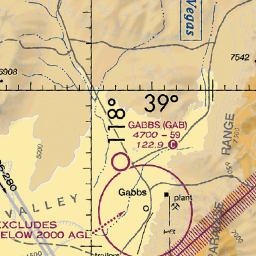 Vegas
7542
6908
118°
39°
GABBS (GAB)
4700 - 59
122.9 C
5000
RANGE
Gabbs
plant
VALLEY
EXCLUDES
BELOW 2000 AGL